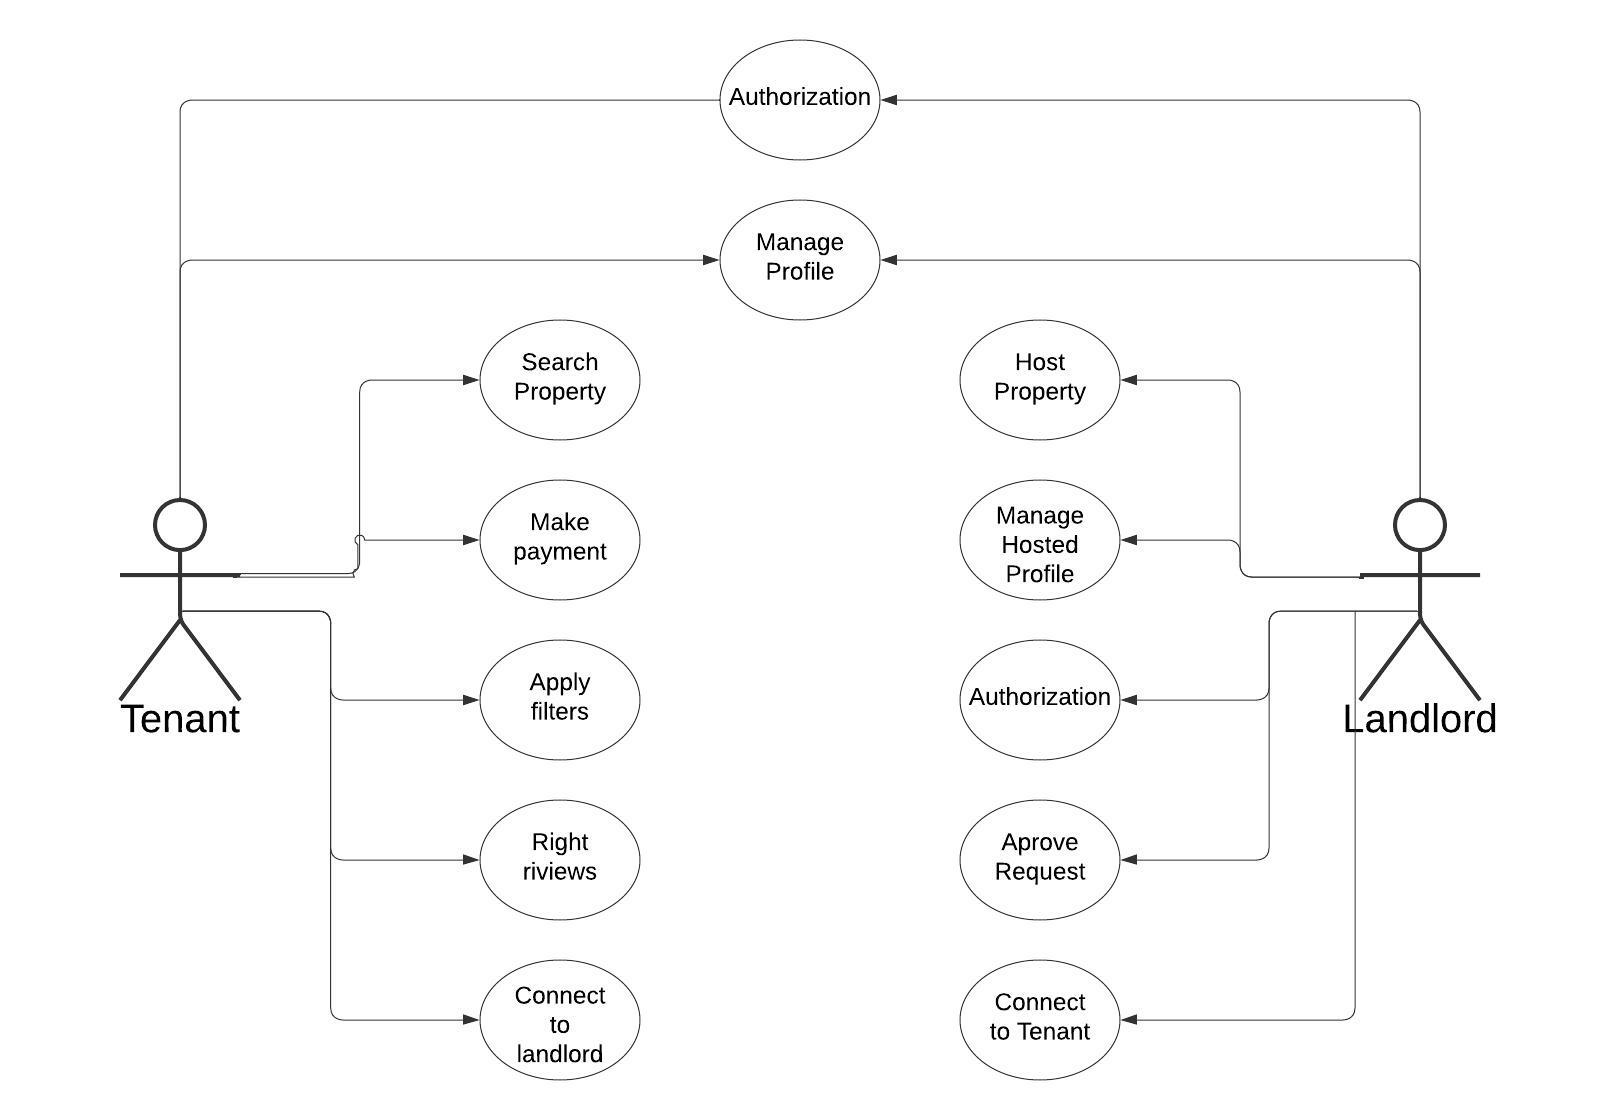 Authorization
Manage
Profile
Search
Property
Host
Property
Make
payment
Manage
Hosted
Profile
Apply
filters
Authorization
Tenant
Landlord
Right
riviews
Aprove
Request
Connect
to
landlord
Connect
to Tenant